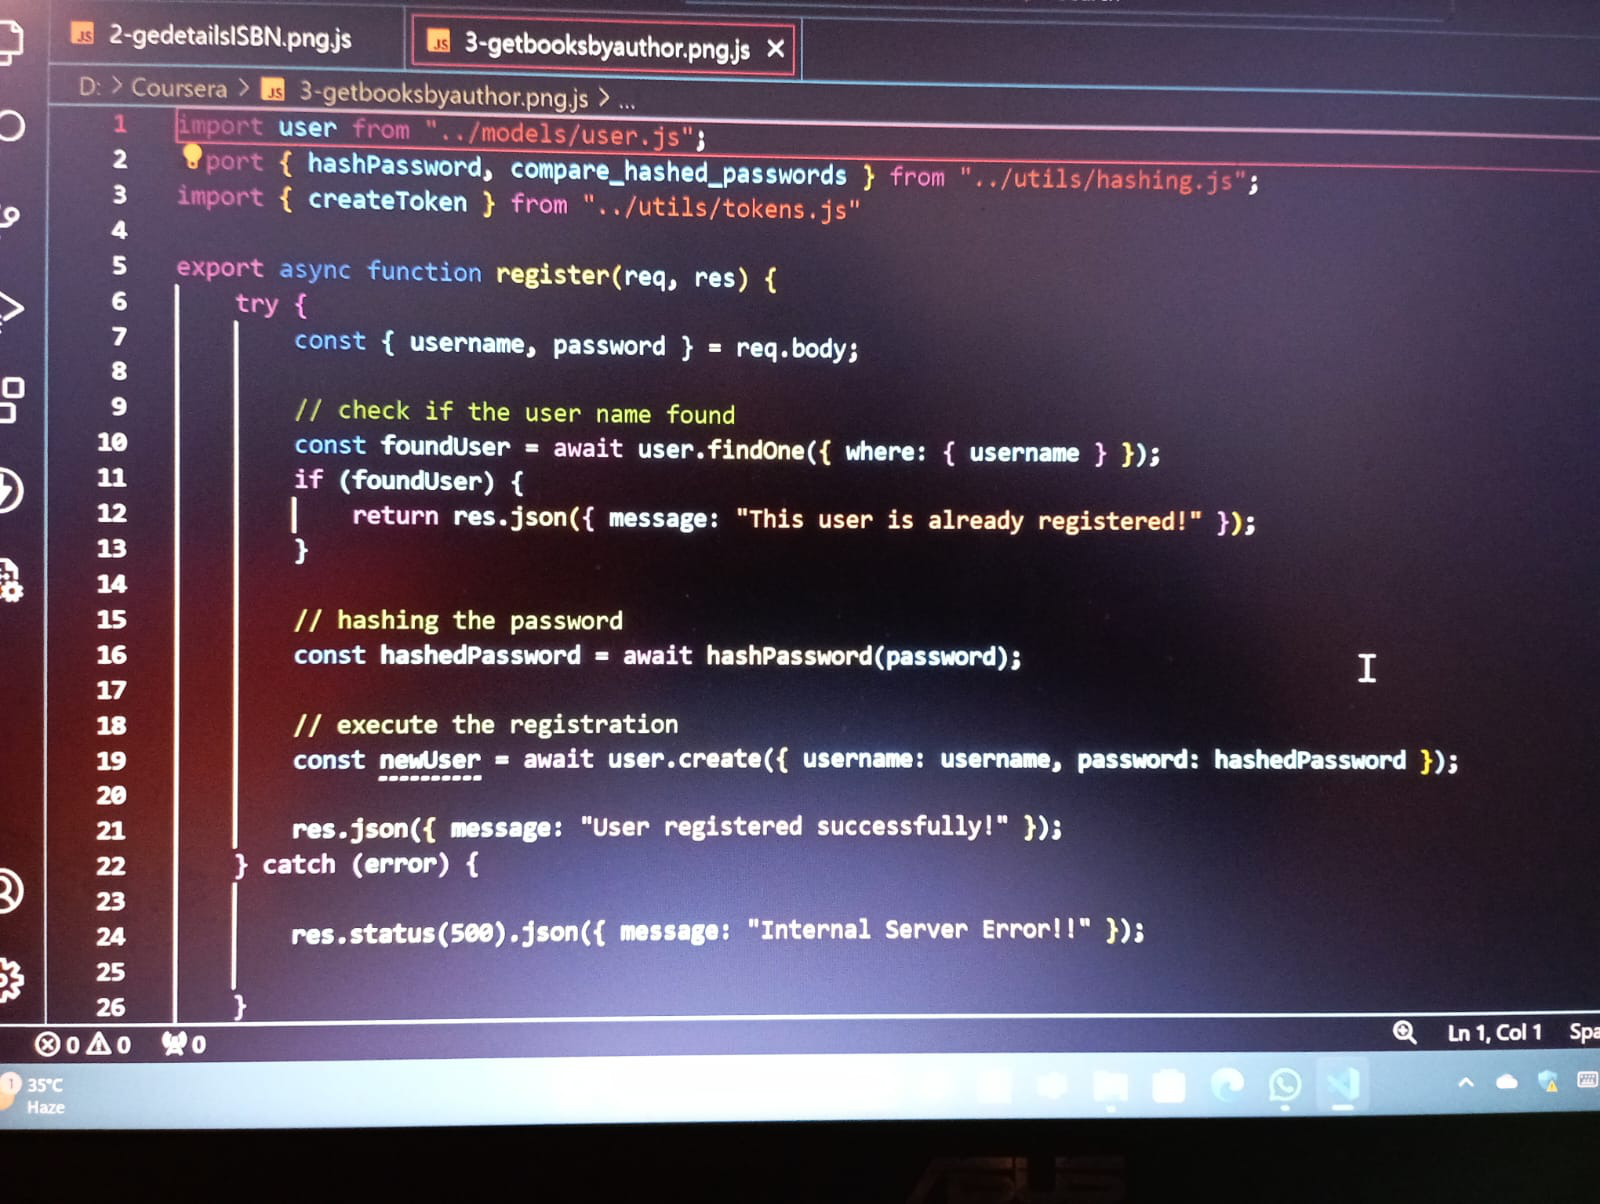 2-gedetailsISBN.png.js
3-getbooksbyauthor.png.js ×
D: > Coursera > JS 3-getbooksbyauthor.png.js > ...
1 import user from "../models/user.js";
2 port { hashPassword, compare_hashed_passwords } from "../utils/hashing.js";
3 import { createToken } from "../utils/tokens.js"
4
5 export async function register(req, res) {
6 try {
7 const { username, password } = req.body;
8
9 // check if the user name found
10 const foundUser = await user.findOne({ where: { username } });
11 if (foundUser) {
12 return res.json({ message: "This user is already registered!" });
13 }
14
15 // hashing the password
16 const hashedPassword = await hashPassword(password);
17
18 // execute the registration
19 const newUser = await user.create({ username: username, password: hashedPassword });
20
21 res.json({ message: "User registered successfully!" });
22 } catch (error) {
23
24 res.status(500).json({ message: "Internal Server Error!!" });
25
26 }
0 0 0 Ln 1, Col 1 Spa
1 35°C
Haze
ASUS